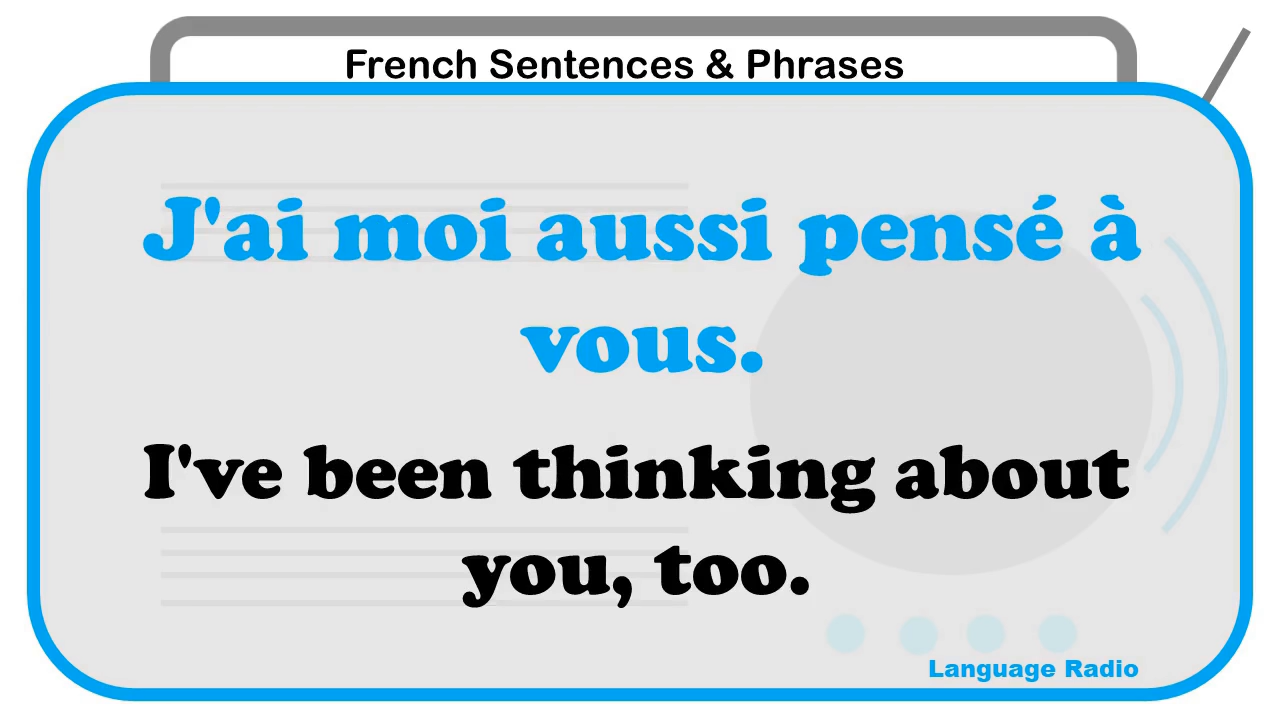 French Sentences & Phrases
J'ai moi aussi pensé à
vous.
I've been thinking about
you, too.
Language Radio